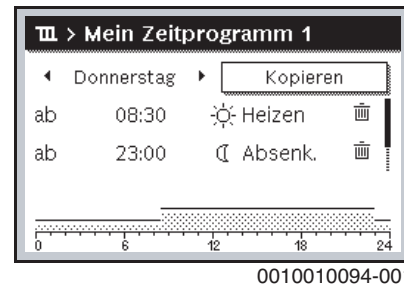 > Mein Zeitprogramm 1
Donnerstag Kopieren
ab 08:30 Heizen
ab 23:00 Absenk.
0 6 12 18 24
0010010094-00